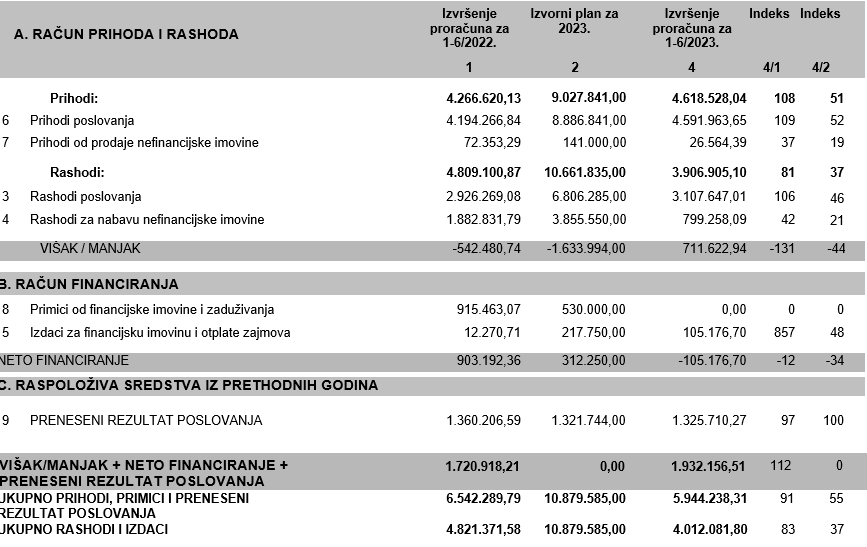 A. RAČUN PRIHODA I RASHODA Izvršenje proračuna za 1-6/2022. Izvorni plan za 2023. Izvršenje proračuna za 1-6/2023. Indeks Indeks
1 2 4 4/1 4/2
Prihodi: 4.266.620,13 9.027.841,00 4.618.528,04 108 51
6 Prihodi poslovanja 4.194.266,84 8.886.841,00 4.591.963,65 109 52
7 Prihodi od prodaje nefinancijske imovine 72.353,29 141.000,00 26.564,39 37 19
Rashodi: 4.809.100,87 10.661.835,00 3.906.905,10 81 37
3 Rashodi poslovanja 2.926.269,08 6.806.285,00 3.107.647,01 106 46
4 Rashodi za nabavu nefinancijske imovine 1.882.831,79 3.855.550,00 799.258,09 42 21
VIŠAK / MANJAK -542.480,74 -1.633.994,00 711.622,94 -131 -44
B. RAČUN FINANCIRANJA
8 Primici od financijske imovine i zaduživanja 915.463,07 530.000,00 0,00 0 0
5 Izdaci za financijsku imovinu i otplate zajmova 12.270,71 217.750,00 105.176,70 857 48
NETO FINANCIRANJE 903.192,36 312.250,00 -105.176,70 -12 -34
C. RASPOLOŽIVA SREDSTVA IZ PRETHODNIH GODINA
9 PRENESENI REZULTAT POSLOVANJA 1.360.206,59 1.321.744,00 1.325.710,27 97 100
VIŠAK/MANJAK + NETO FINANCIRANJE + 1.720.918,21 0,00 1.932.156,51 112 0
PRENESENI REZULTAT POSLOVANJA
UKUPNO PRIHODI, PRIMICI I PRENESENI 6.542.289,79 10.879.585,00 5.944.238,31 91 55
REZULTAT POSLOVANJA
UKUPNO RASHODI I IZDACI 4.821.371,58 10.879.585,00 4.012.081,80 83 37